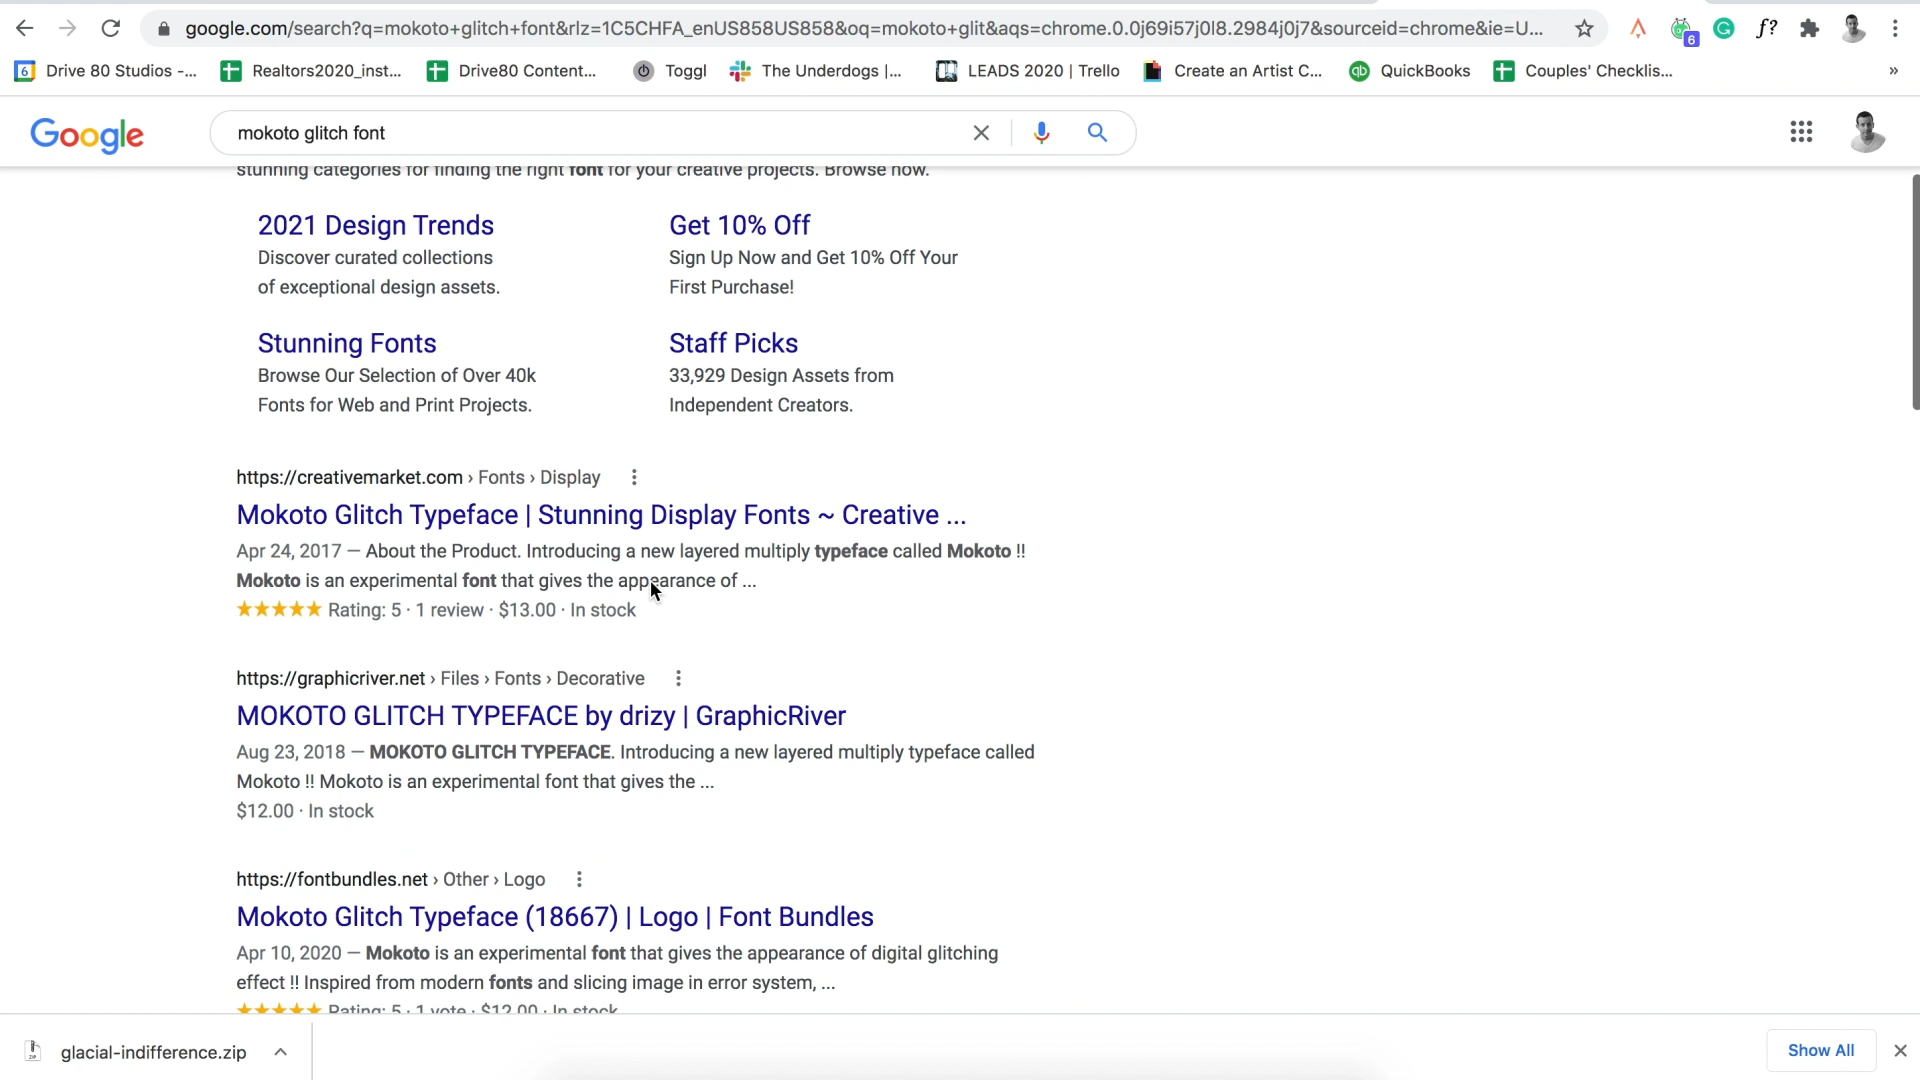 google.com/search?q=mokoto+glitch+font&rlz=1C5CHFA_enUS858US858&oq=mokoto+glit&aqs=chrome.0.0j69i57j0l8.2984j0j7&sourceid=chrome&ie=U...
6
f?
6 Drive 80 Studios -... Realtors2020_inst... Drive80 Content... Toggl The Underdogs |... LEADS 2020 | Trello Create an Artist C... qb QuickBooks Couples' Checklis... »
Google mokoto glitch font
stunning categories for finding the right font for your creative projects. Browse now.
2021 Design Trends
Discover curated collections
of exceptional design assets.
Get 10% Off
Sign Up Now and Get 10% Off Your
First Purchase!
Stunning Fonts
Browse Our Selection of Over 40k
Fonts for Web and Print Projects.
Staff Picks
33,929 Design Assets from
Independent Creators.
https://creativemarket.com › Fonts › Display
Mokoto Glitch Typeface | Stunning Display Fonts ~ Creative ...
Apr 24, 2017 — About the Product. Introducing a new layered multiply typeface called Mokoto !!
Mokoto is an experimental font that gives the appearance of ...
★★★★★ Rating: 5 · 1 review · $13.00 · In stock
https://graphicriver.net › Files › Fonts › Decorative
MOKOTO GLITCH TYPEFACE by drizy | GraphicRiver
Aug 23, 2018 — MOKOTO GLITCH TYPEFACE. Introducing a new layered multiply typeface called
Mokoto !! Mokoto is an experimental font that gives the ...
$12.00 · In stock
https://fontbundles.net › Other › Logo
Mokoto Glitch Typeface (18667) | Logo | Font Bundles
Apr 10, 2020 — Mokoto is an experimental font that gives the appearance of digital glitching
effect !! Inspired from modern fonts and slicing image in error system, ...
★★★★★ Rating: 5 · 1 vote · $12.00 · In stock
glacial-indifference.zip
Show All